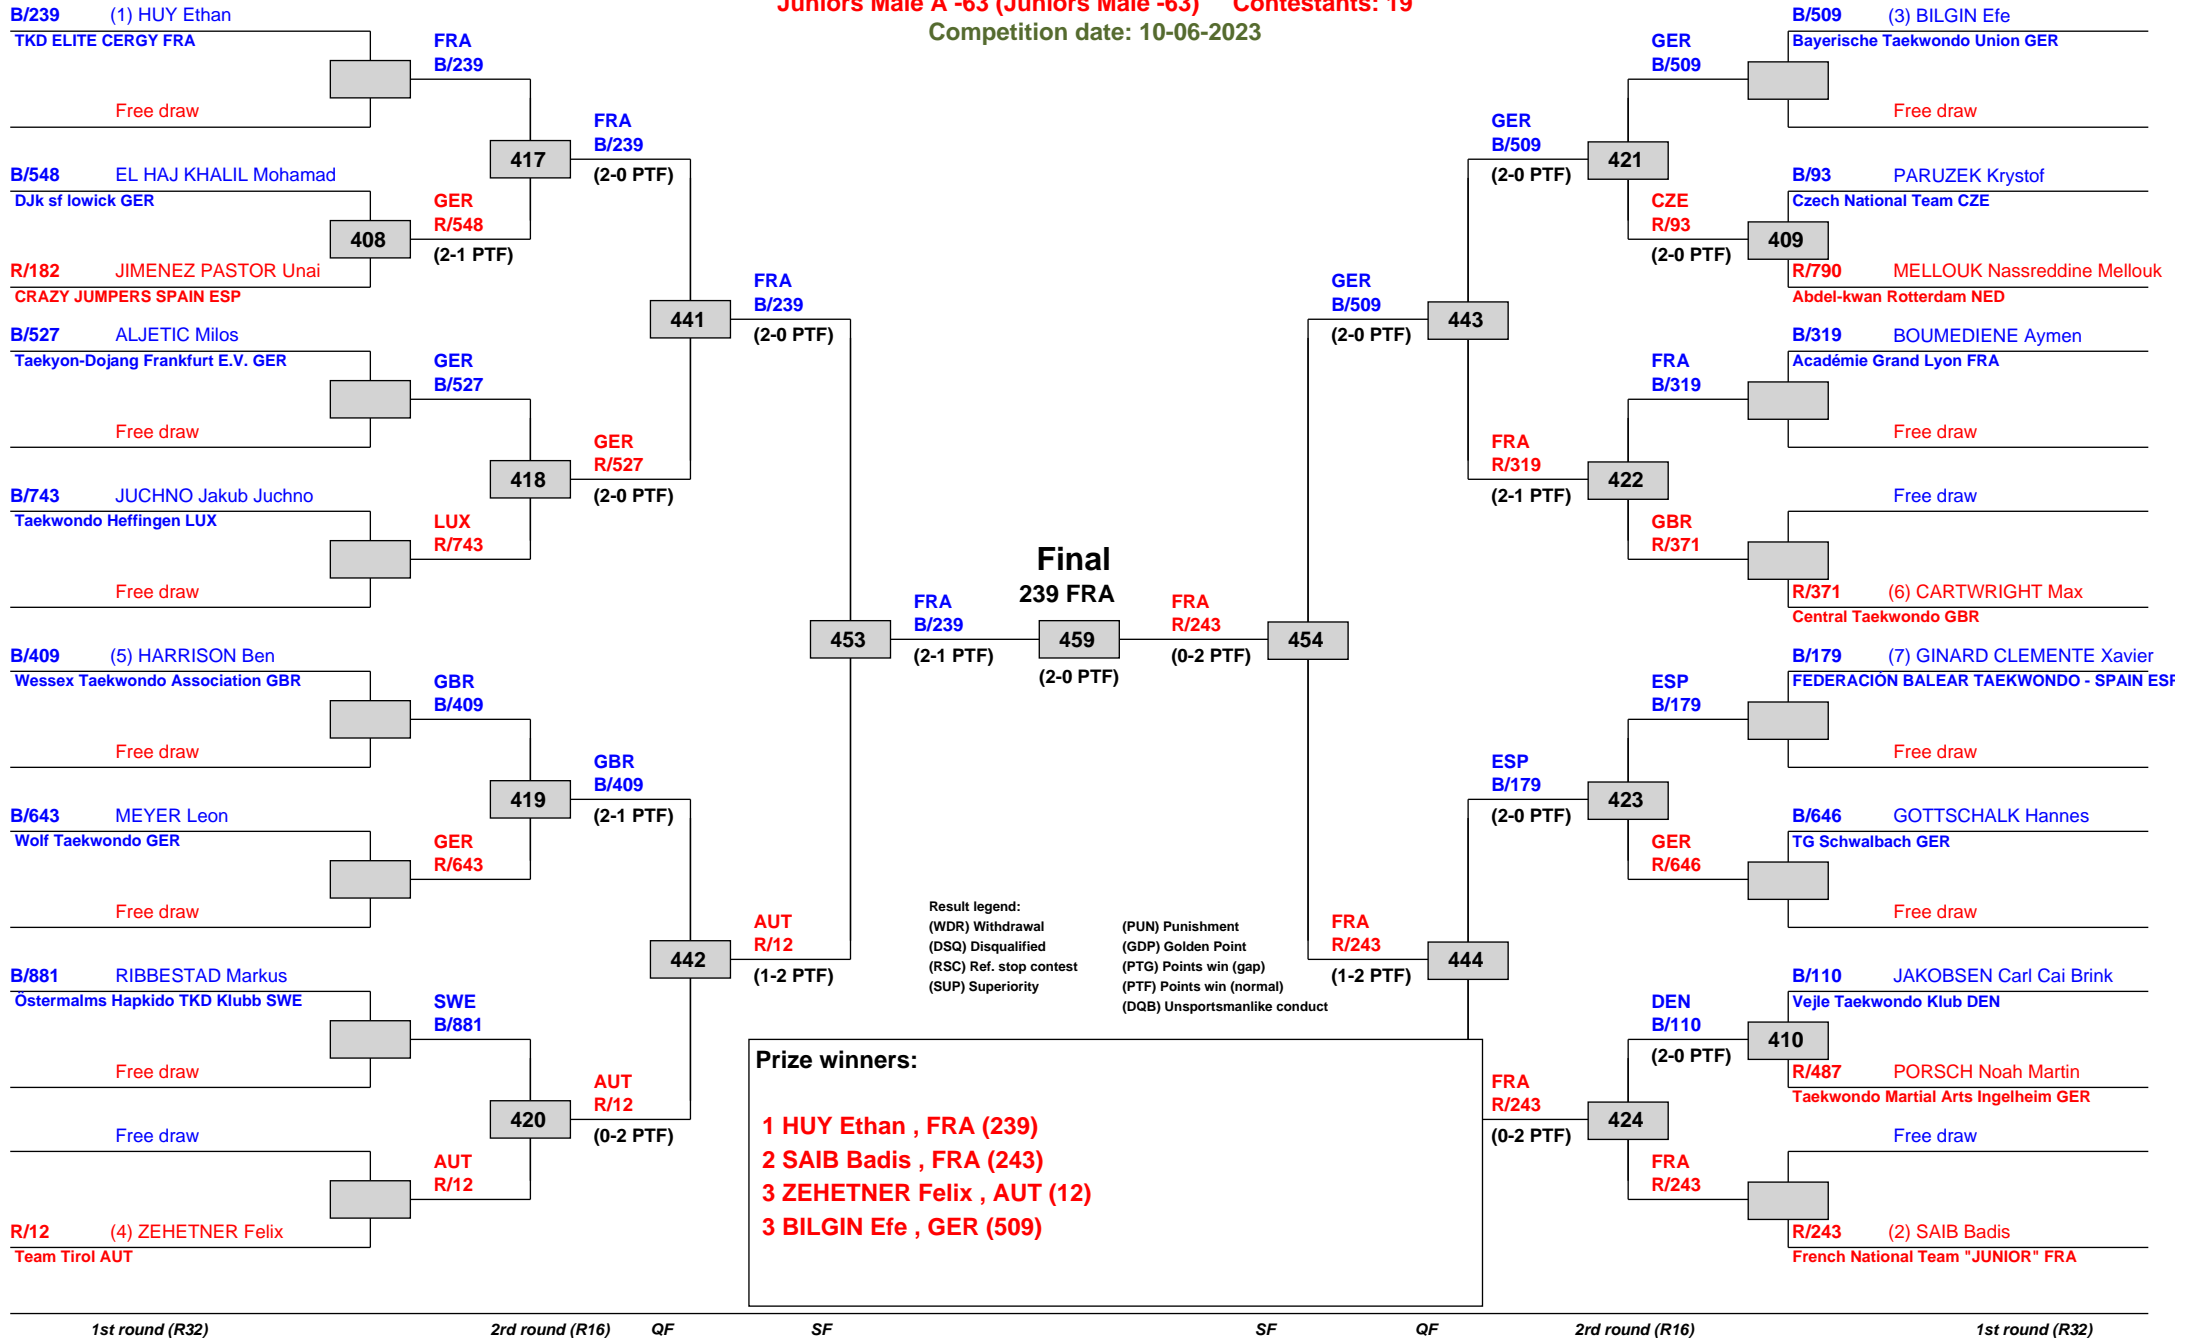 Juniors Male A -63 (Juniors Male -63) Contestants: 19
Competition date: 10-06-2023
B/239 (1) HUY Ethan
TKD ELITE CERGY FRA
Free draw
B/548 EL HAJ KHALIL Mohamad
DJk sf lowick GER
408
R/182 JIMENEZ PASTOR Unai
CRAZY JUMPERS SPAIN ESP
B/527 ALJETIC Milos
Taekyon-Dojang Frankfurt E.V. GER
Free draw
B/743 JUCHNO Jakub Juchno
Taekwondo Heffingen LUX
Free draw
B/409 (5) HARRISON Ben
Wessex Taekwondo Association GBR
Free draw
B/643 MEYER Leon
Wolf Taekwondo GER
Free draw
B/881 RIBBESTAD Markus
Östermalms Hapkido TKD Klubb SWE
Free draw
Free draw
R/12 (4) ZEHETNER Felix
Team Tirol AUT
FRA
B/239
417
GER
R/548
(2-1 PTF)
GER
B/527
418
LUX
R/743
GBR
B/409
419
GER
R/643
SWE
B/881
420
AUT
R/12
FRA
B/239
(2-0 PTF)
441
GER
R/527
(2-0 PTF)
GBR
B/409
(2-1 PTF)
442
AUT
R/12
(0-2 PTF)
FRA
B/239
(2-0 PTF)
453
AUT
R/12
(1-2 PTF)
FRA
B/239
(2-1 PTF)
Final
239 FRA
459
(2-0 PTF)
FRA
R/243
(0-2 PTF)
454
GER
B/509
(2-0 PTF)
FRA
R/243
(1-2 PTF)
443
444
GER
B/509
(2-0 PTF)
FRA
R/319
(2-1 PTF)
ESP
B/179
(2-0 PTF)
FRA
R/243
(0-2 PTF)
GER
B/509
421
CZE
R/93
(2-0 PTF)
FRA
B/319
422
GBR
R/371
ESP
B/179
423
GER
R/646
DEN
B/110
(2-0 PTF)
424
FRA
R/243
B/509 (3) BILGIN Efe
Bayerische Taekwondo Union GER
Free draw
B/93 PARUZEK Krystof
Czech National Team CZE
409
R/790 MELLOUK Nassreddine Mellouk
Abdel-kwan Rotterdam NED
B/319 BOUMEDIENE Aymen
Académie Grand Lyon FRA
Free draw
Free draw
R/371 (6) CARTWRIGHT Max
Central Taekwondo GBR
B/179 (7) GINARD CLEMENTE Xavier
FEDERACIÓN BALEAR TAEKWONDO - SPAIN ESP
Free draw
B/646 GOTTSCHALK Hannes
TG Schwalbach GER
Free draw
B/110 JAKOBSEN Carl Cai Brink
Vejle Taekwondo Klub DEN
410
R/487 PORSCH Noah Martin
Taekwondo Martial Arts Ingelheim GER
Free draw
R/243 (2) SAIB Badis
French National Team "JUNIOR" FRA
Result legend:
(WDR) Withdrawal
(DSQ) Disqualified
(RSC) Ref. stop contest
(SUP) Superiority
(PUN) Punishment
(GDP) Golden Point
(PTG) Points win (gap)
(PTF) Points win (normal)
(DQB) Unsportsmanlike conduct
Prize winners:
1 HUY Ethan , FRA (239)
2 SAIB Badis , FRA (243)
3 ZEHETNER Felix , AUT (12)
3 BILGIN Efe , GER (509)
1st round (R32) 2rd round (R16) QF SF SF QF 2rd round (R16) 1st round (R32)